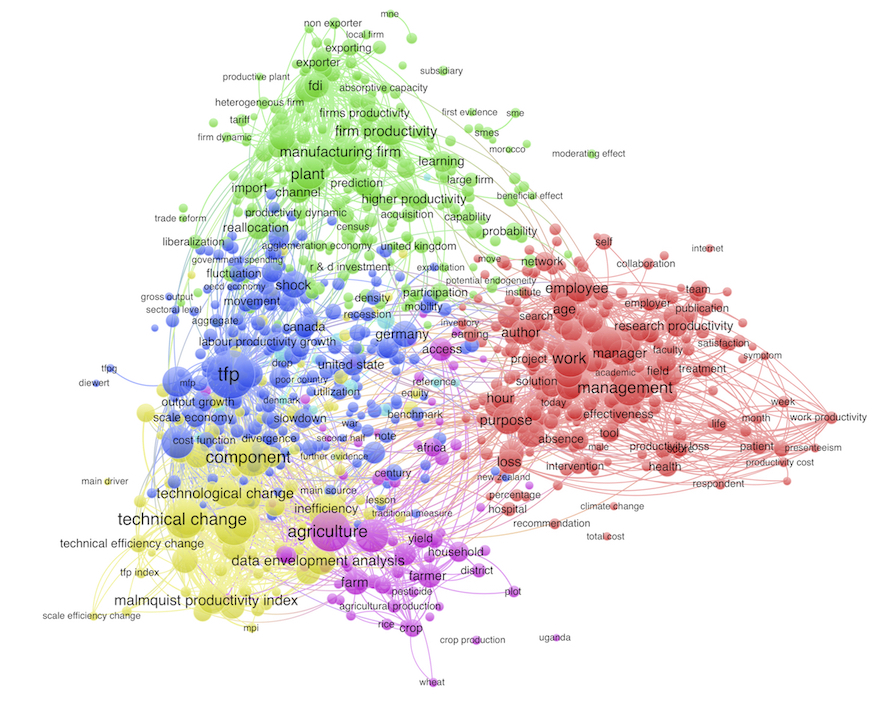 mne
non exporter
local firm
exporting
exporter
subsidiary
productive plant
fdi
absorptive capacity
heterogeneous firm
firms productivity
first evidence
sme
tariff
firm productivity
smes
firm dynamic
manufacturing firm
morocco
moderating effect
learning
plant
prediction
large firm
import
channel
higher productivity
beneficial effect
trade reform
productivity dynamic
acquisition
capability
reallocation
census
probability
liberalization
agglomeration economy
united kingdom
self
internet
government spending
move
network
collaboration
fluctuation
r & d investment
exploitation
oecd economy
shock
potential endogeneity
employee
team
gross output
movement
density
participation
institute
employer
publication
sectoral level
mobility
age
aggregate
recession
search
research productivity
canada
inventory
author
germany
earning
labour productivity growth
access
satisfaction
work
manager
faculty
symptom
tfpg
tfp
drop
united state
project
academic
field
treatment
diewert
mfp
poor country
reference
solution
management
utilization
equity
output growth
denmark
hour
today
week
scale economy
slowdown
benchmark
purpose
effectiveness
life
month
work productivity
war
cost function
divergence
second half
note
absence
tool
male
productivity loss
patient
presenteeism
component
further evidence
africa
loss
intervention
health
productivity cost
main driver
century
new zealand
respondent
technological change
main source
lesson
percentage
inefficiency
traditional measure
hospital
climate change
technical change
recommendation
agriculture
yield
total cost
technical efficiency change
household
data envelopment analysis
tfp index
farm
farmer
district
pesticide
plot
malmquist productivity index
agricultural production
scale efficiency change
mpi
rice
crop
crop production
uganda
wheat